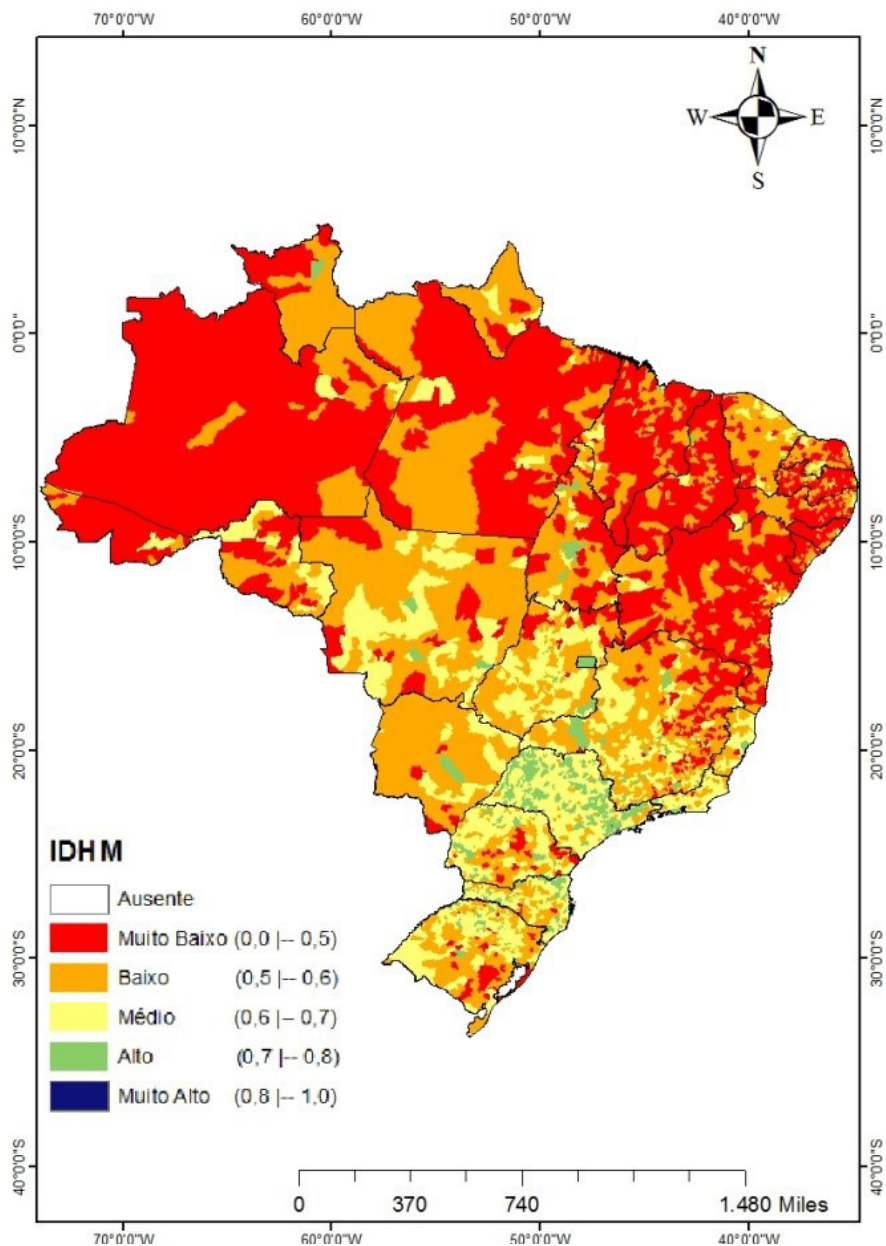 70°0'0"W 60°0'0"W 50°0'0"W 40°0'0"W
N
W E
S
10°0'0"N 10°0'0"N
0°0'0" 0°0'0"
10°0'0"S 10°0'0"S
20°0'0"S 20°0'0"S
30°0'0"S 30°0'0"S
40°0'0"S 40°0'0"S
IDHM
Ausente
Muito Baixo (0,0 |-- 0,5)
Baixo (0,5 |-- 0,6)
Médio (0,6 |-- 0,7)
Alto (0,7 |-- 0,8)
Muito Alto (0,8 |-- 1,0)
0 370 740 1.480 Miles
70°0'0"W 60°0'0"W 50°0'0"W 40°0'0"W